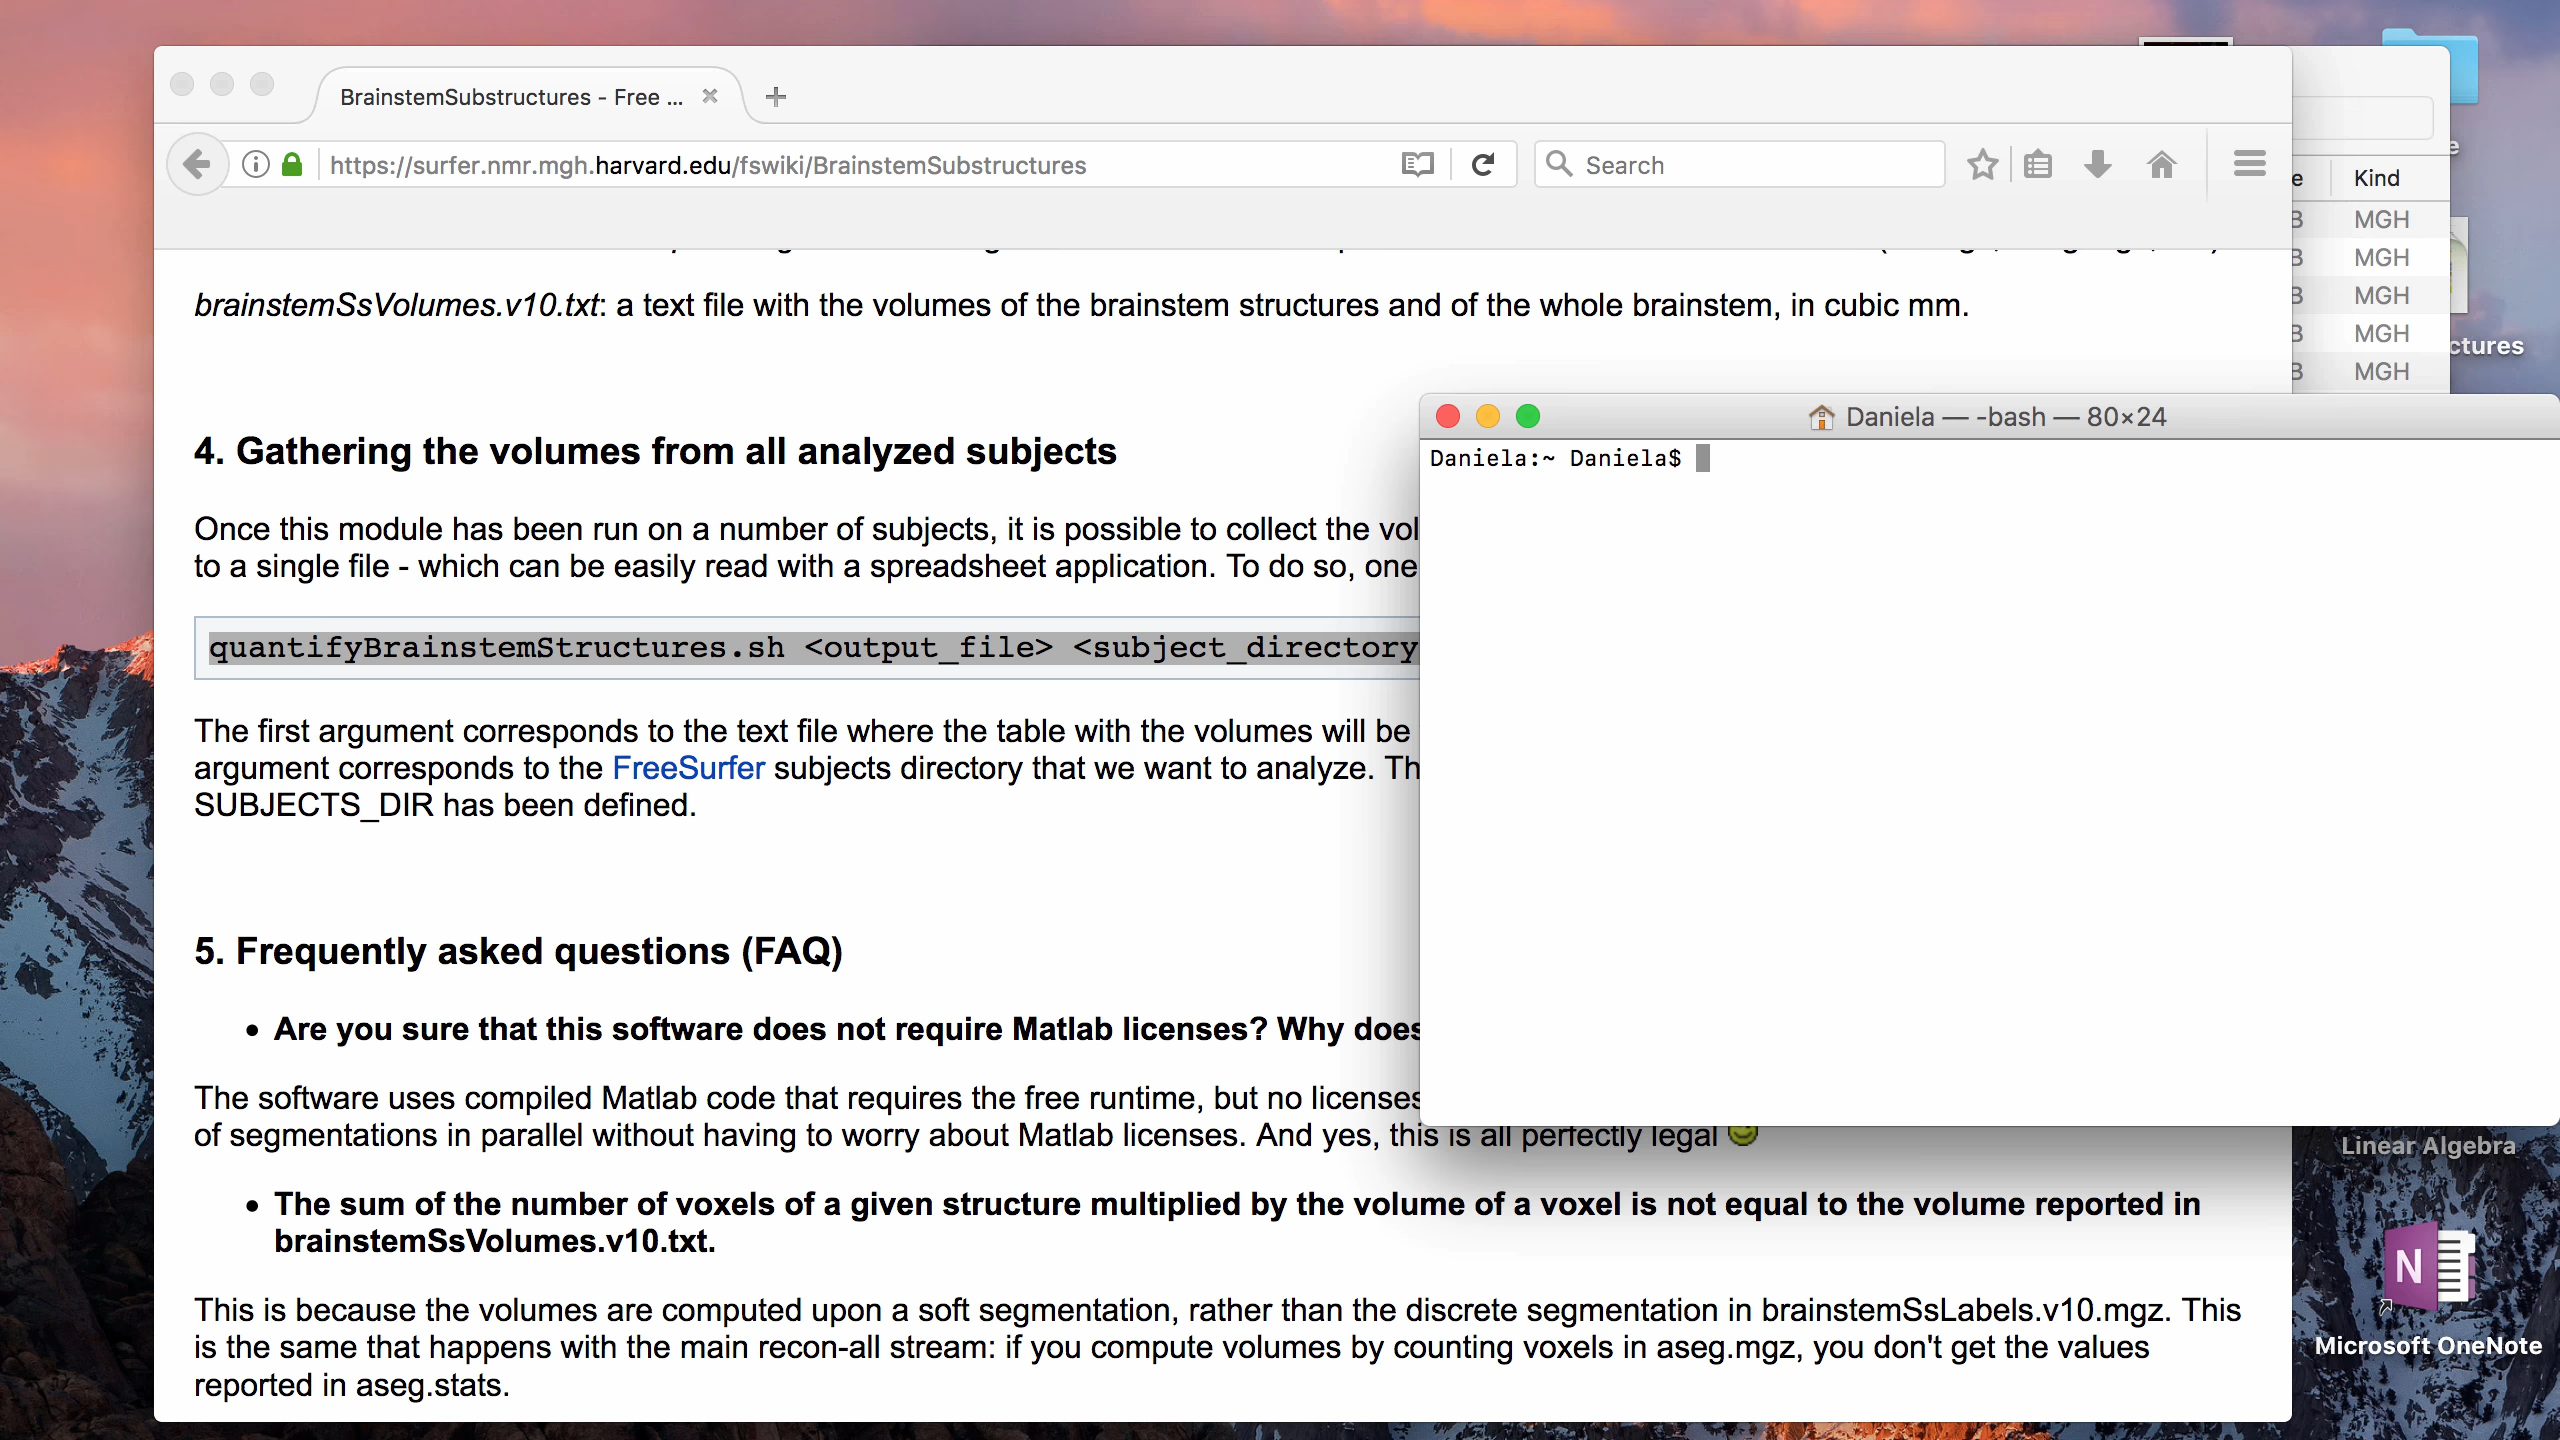 BrainstemSubstructures - Free ...
https://surfer.nmr.mgh.harvard.edu/fswiki/BrainstemSubstructures
Search
e
Kind
B MGH
B MGH
B MGH
B MGH
B MGH
ctures
brainstemSsVolumes.v10.txt: a text file with the volumes of the brainstem structures and of the whole brainstem, in cubic mm.
4. Gathering the volumes from all analyzed subjects
Once this module has been run on a number of subjects, it is possible to collect the vol
to a single file - which can be easily read with a spreadsheet application. To do so, one
quantifyBrainstemStructures.sh <output_file> <subject_directory
The first argument corresponds to the text file where the table with the volumes will be
argument corresponds to the FreeSurfer subjects directory that we want to analyze. Th
SUBJECTS_DIR has been defined.
5. Frequently asked questions (FAQ)
• Are you sure that this software does not require Matlab licenses? Why does
The software uses compiled Matlab code that requires the free runtime, but no licenses
of segmentations in parallel without having to worry about Matlab licenses. And yes, this is all perfectly legal
• The sum of the number of voxels of a given structure multiplied by the volume of a voxel is not equal to the volume reported in
brainstemSsVolumes.v10.txt.
This is because the volumes are computed upon a soft segmentation, rather than the discrete segmentation in brainstemSsLabels.v10.mgz. This
is the same that happens with the main recon-all stream: if you compute volumes by counting voxels in aseg.mgz, you don't get the values
reported in aseg.stats.
Daniela — -bash — 80×24
Daniela:~ Daniela$
Linear Algebra
Microsoft OneNote